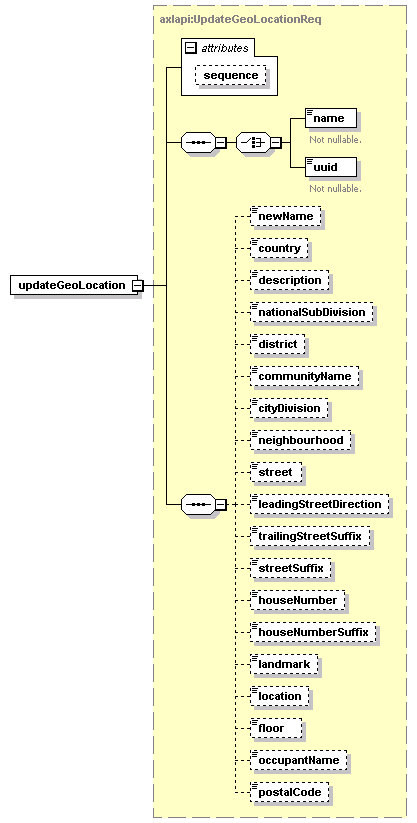 axlapi:UpdateGeoLocationReq
attributes
sequence
name
Not nullable.
uuid
Not nullable.
updateGeoLocation
newName
country
description
nationalSubDivision
district
communityName
cityDivision
neighbourhood
street
leadingStreetDirection
trailingStreetSuffix
streetSuffix
houseNumber
houseNumberSuffix
landmark
location
floor
occupantName
postalCode